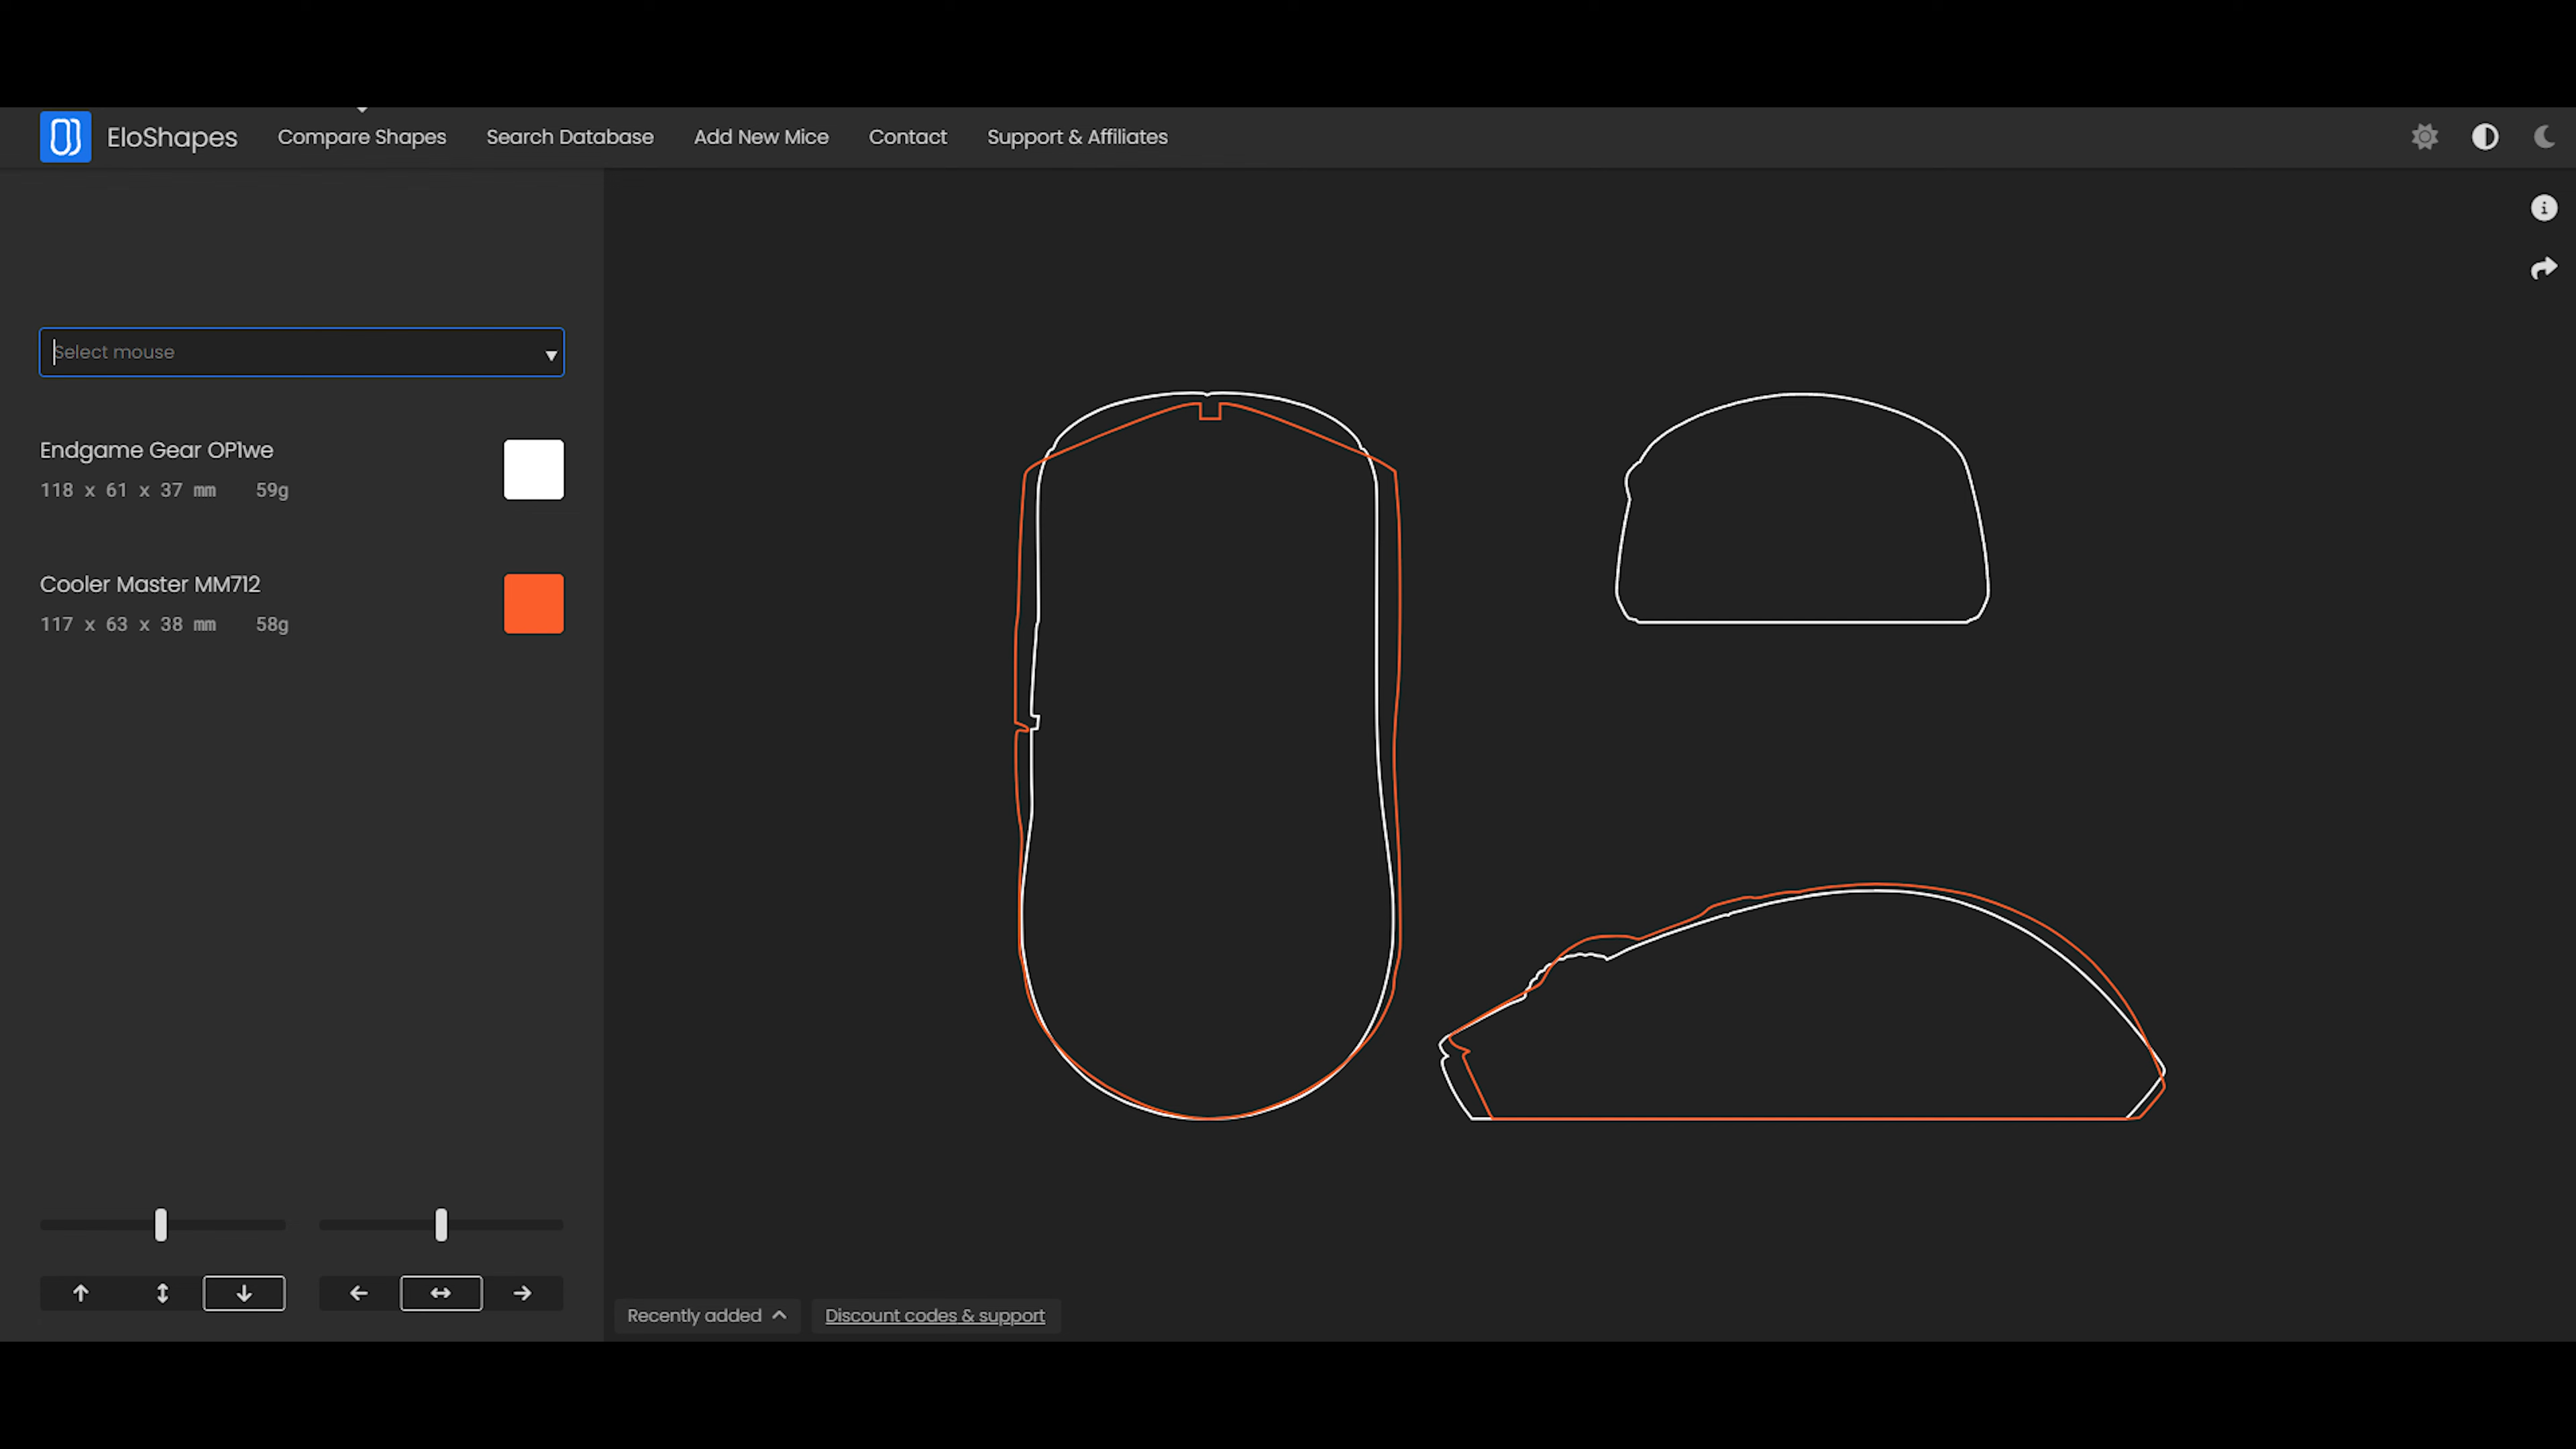 EloShapes
Compare Shapes
Search Database
Add New Mice
Contact
Support & Affiliates
Select mouse
Endgame Gear OP1we
118 x 61 x 37 mm 59g
Cooler Master MM712
117 x 63 x 38 mm 58g
Recently added
Discount codes & support